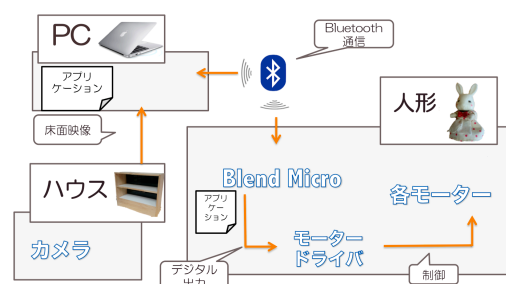 PC
アプリ
ケーション
Bluetooth
通信
人形
床面映像
ハウス
カメラ
Blend Micro
アプリ
ケー
ション
各モーター
モーター
ドライバ
デジタル
出力
制御